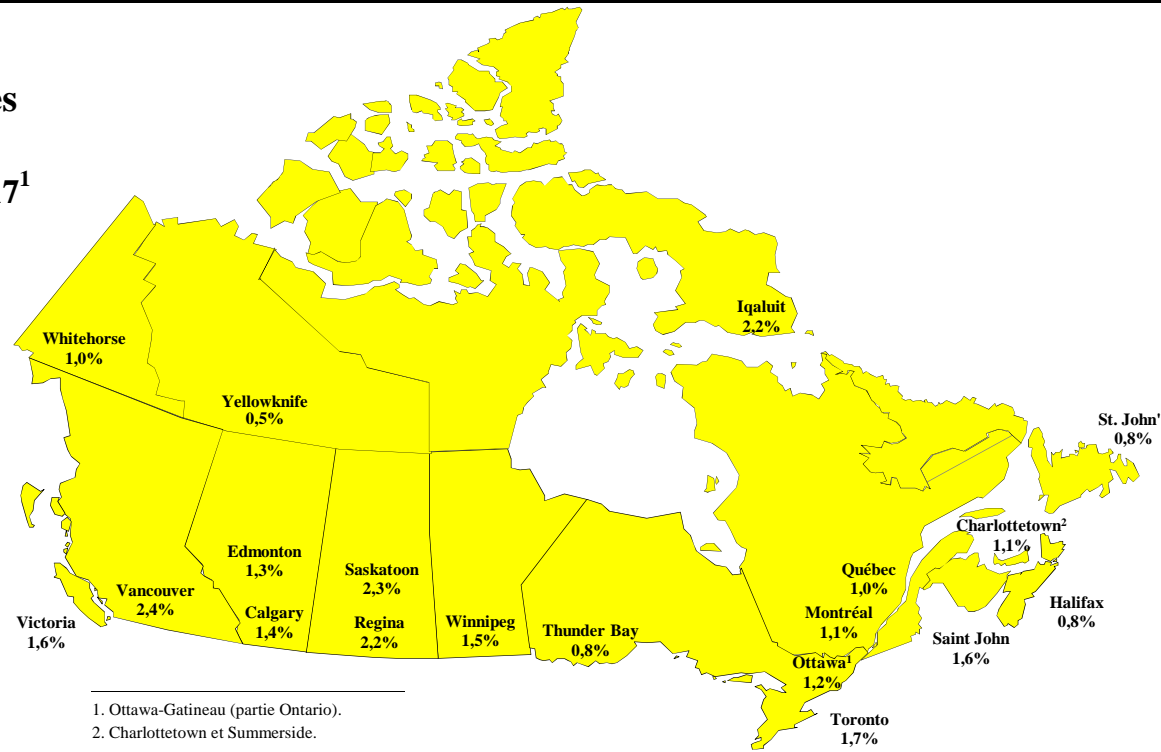 es
17¹
Iqaluit
2,2%
Whitehorse
1,0%
Yellowknife
0,5%
St. John'
0,8%
Charlottetown²
1,1%
Edmonton
1,3%
Saskatoon
2,3%
Québec
1,0%
Vancouver
2,4%
Calgary
1,4%
Regina
2,2%
Winnipeg
1,5%
Thunder Bay
0,8%
Montréal
1,1%
Halifax
0,8%
Victoria
1,6%
Saint John
1,6%
Ottawa¹
1,2%
Toronto
1,7%
1. Ottawa-Gatineau (partie Ontario).
2. Charlottetown et Summerside.